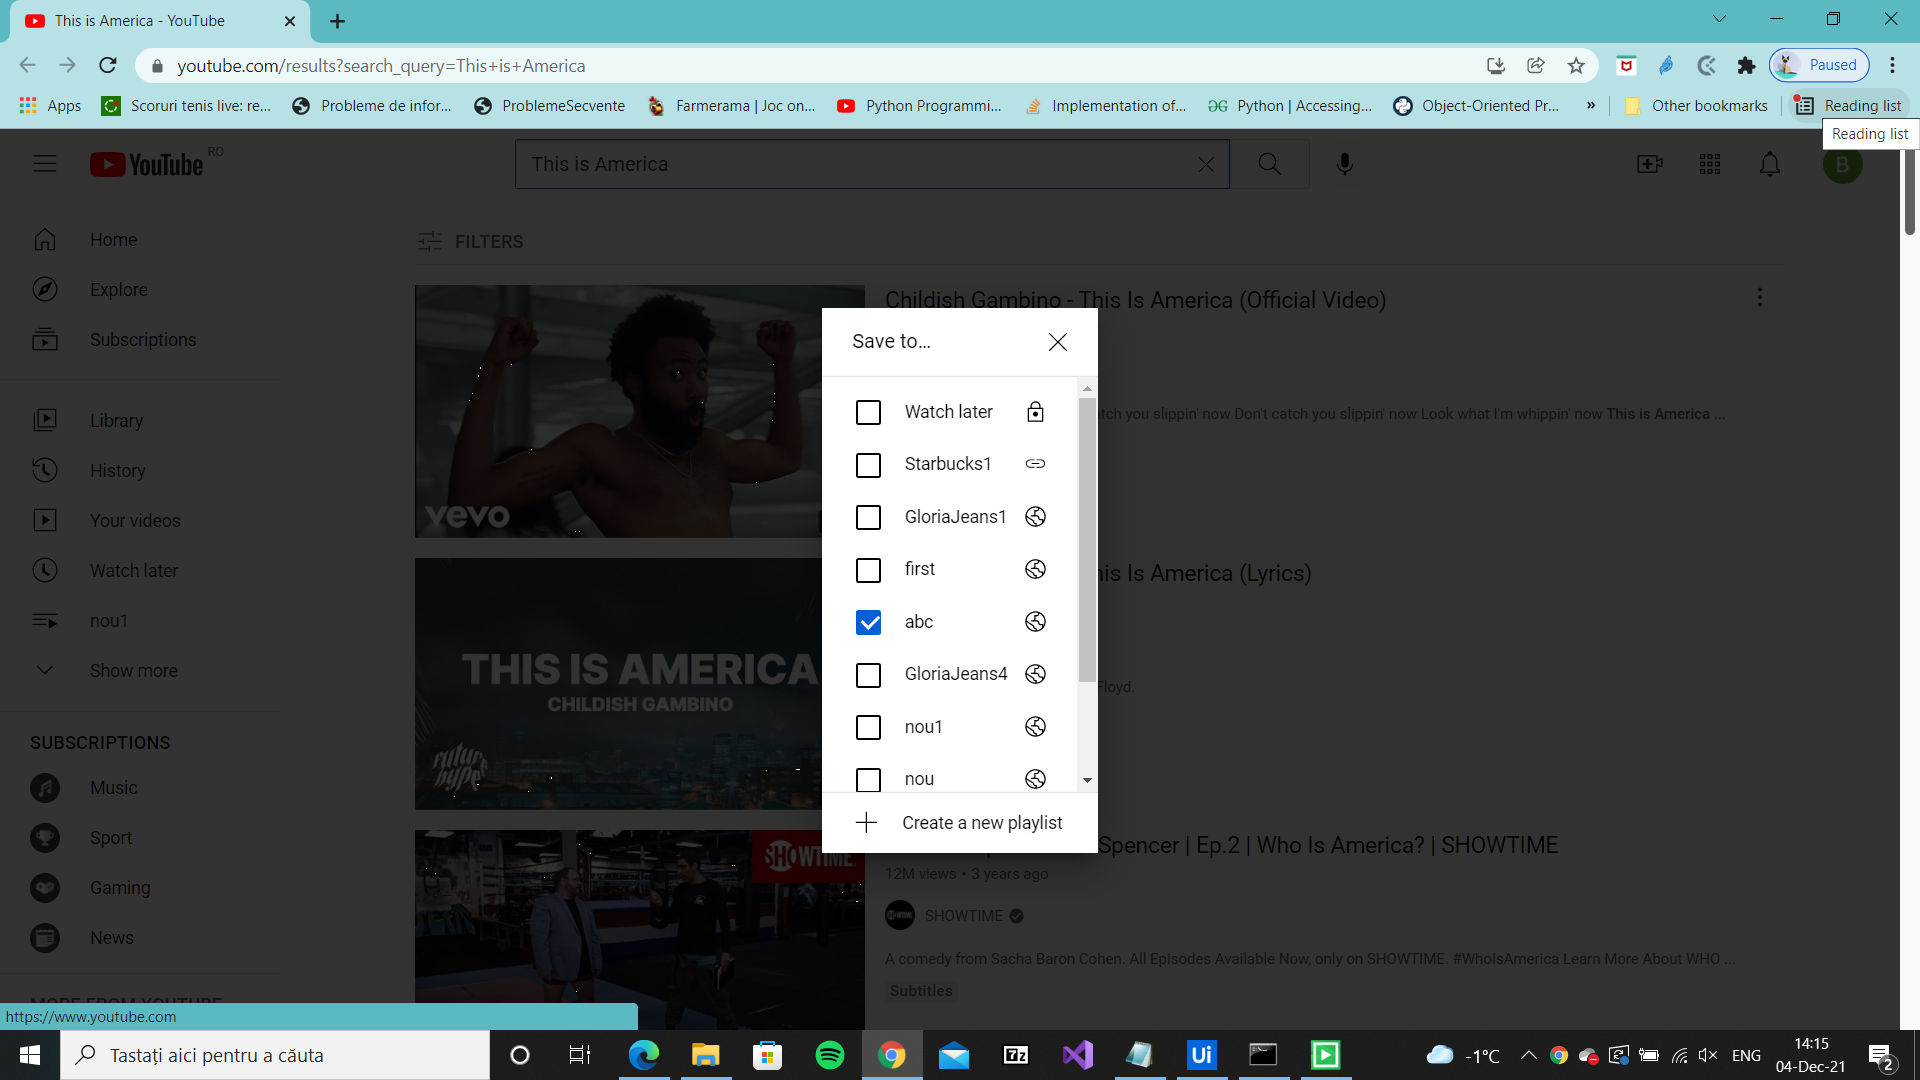 This is America - YouTube
youtube.com/results?search_query=This+is+America
Paused
Apps
Scoruri tenis live: re...
Probleme de infor...
ProblemeSecvente
Farmerama | Joc on...
Python Programmi...
Implementation of...
Python | Accessing...
Object-Oriented Pr...
»
Other bookmarks
Reading list
Reading list
YouTube RO
This is America
B
Home
Explore
Subscriptions
Library
History
Your videos
Watch later
nou1
Show more
SUBSCRIPTIONS
Music
Sport
Gaming
News
MORE FROM YOUTUBE
FILTERS
Childish Gambino - This Is America (Official Video)
tch you slippin' now Don't catch you slippin' now Look what I'm whippin' now This is America ...
vevo
his Is America (Lyrics)
Floyd.
THIS IS AMERICA
CHILDISH GAMBINO
future hype
Save to...
Watch later
Starbucks1
GloriaJeans1
first
abc
GloriaJeans4
nou1
nou
Create a new playlist
SHOWTIME
Spencer | Ep.2 | Who Is America? | SHOWTIME
12M views • 3 years ago
SHOWTIME
A comedy from Sacha Baron Cohen. All Episodes Available Now, only on SHOWTIME. #WhoIsAmerica Learn More About WHO ...
Subtitles
https://www.youtube.com
Tastați aici pentru a căuta
7z
Ui
-1°C
ENG
14:15
04-Dec-21
2